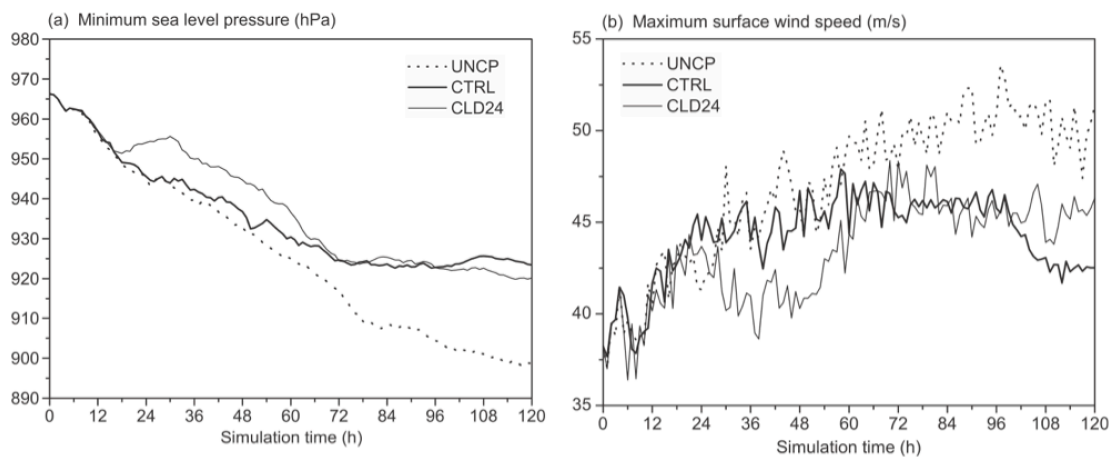 (a) Minimum sea level pressure (hPa)
980
970
960
950
940
930
920
910
900
890
0 12 24 36 48 60 72 84 96 108 120
Simulation time (h)
UNCP
CTRL
CLD24
(b) Maximum surface wind speed (m/s)
55
50
45
40
35
0 12 24 36 48 60 72 84 96 108 120
Simulation time (h)
UNCP
CTRL
CLD24